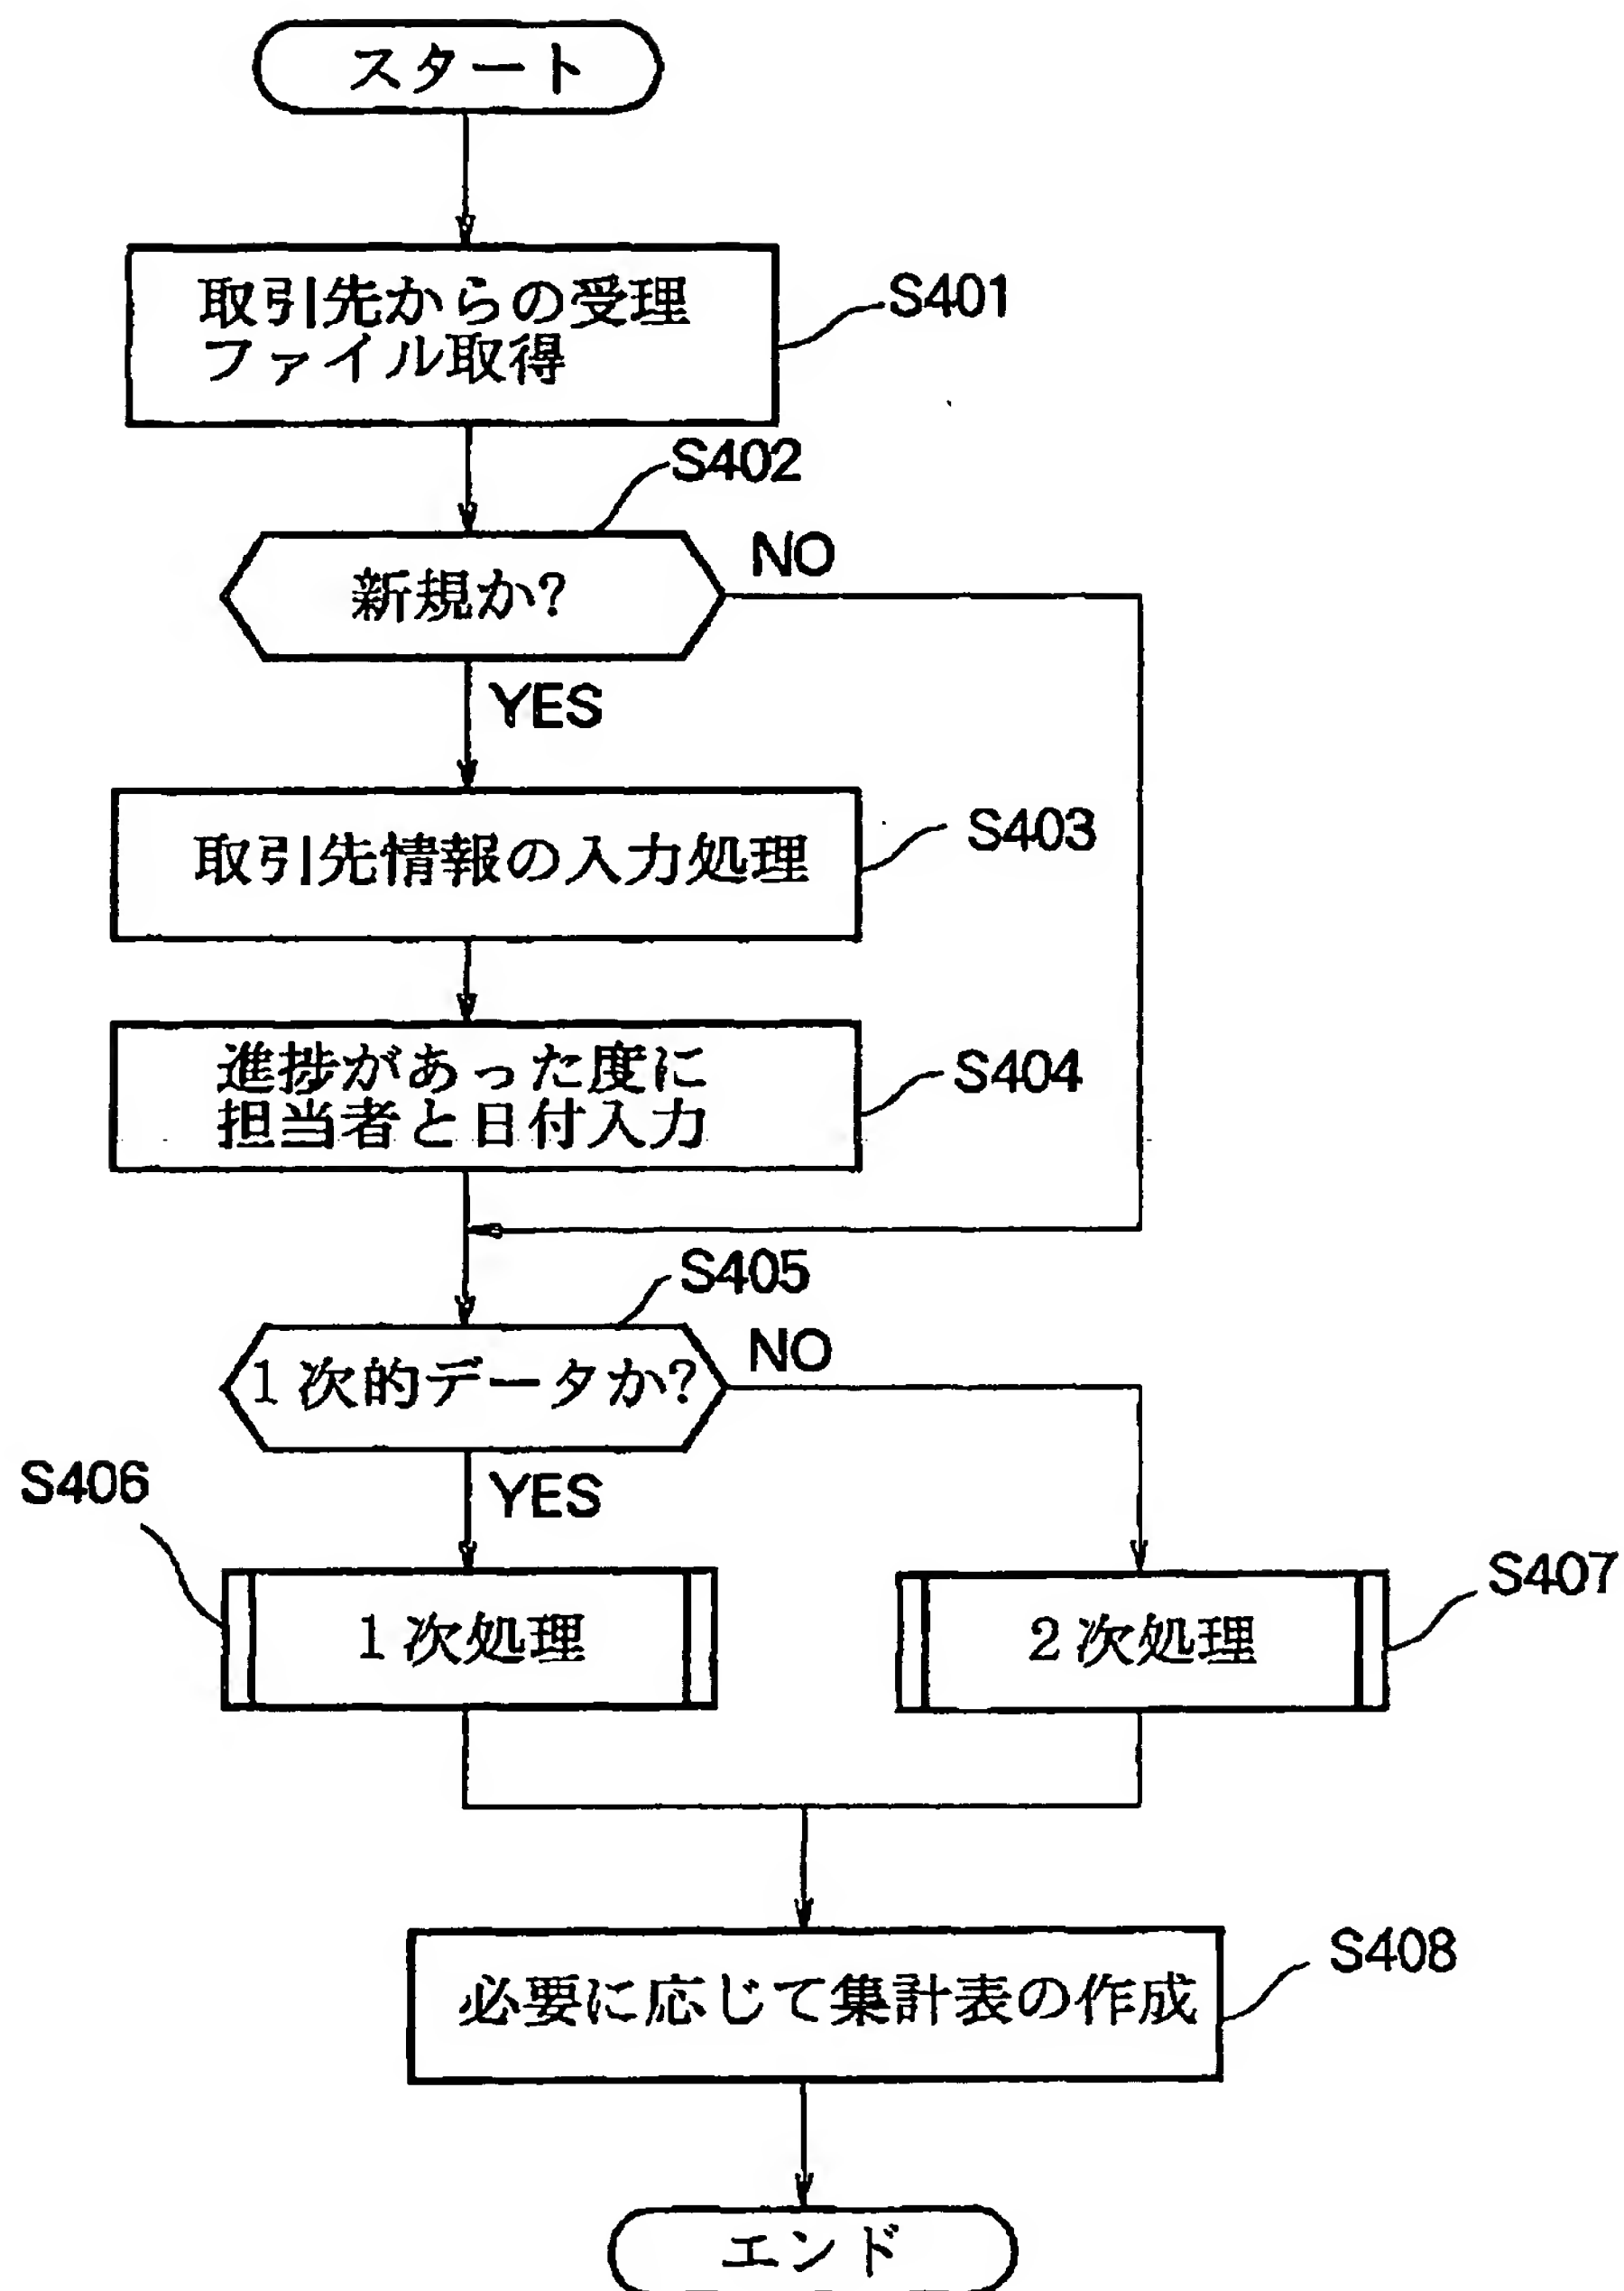 スタート
取引先からの受理
ファイル取得
S401
S402
新規か?
NO
YES
取引先情報の入力処理
S403
進捗があった度に
担当者と日付入力
S404
S405
1次的データか?
NO
YES
S406
1次処理
2次処理
S407
必要に応じて集計表の作成
S408
エンド